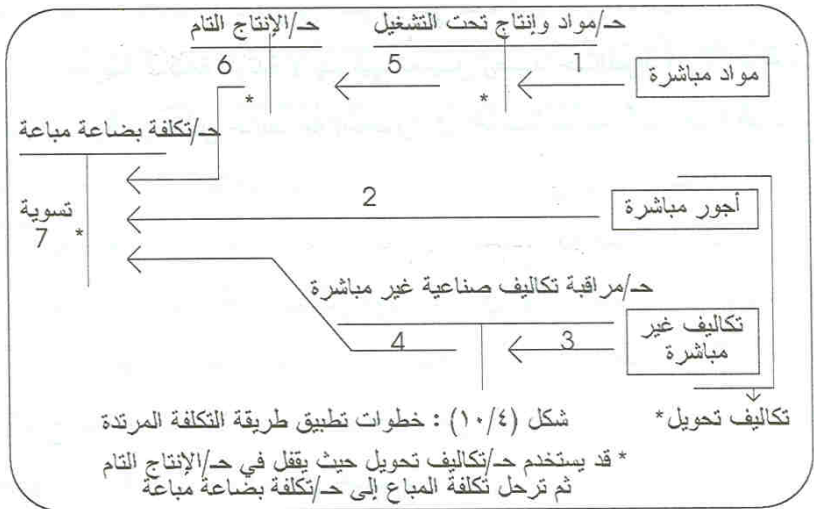 حـ/مواد وإنتاج تحت التشغيل
حـ/الإنتاج التام
مواد مباشرة
1
5
6
*
*
حـ/تكلفة بضاعة مباعة
أجور مباشرة
2
تسوية
7 *
حـ/مراقبة تكاليف صناعية غير مباشرة
تكاليف غير
مباشرة
3
4
تكاليف تحويل*
شكل (١٠/٤) : خطوات تطبيق طريقة التكلفة المرتدة
* قد يستخدم حـ/تكاليف تحويل حيث يقفل في حـ/الإنتاج التام
ثم ترحل تكلفة المباع إلى حـ/تكلفة بضاعة مباعة